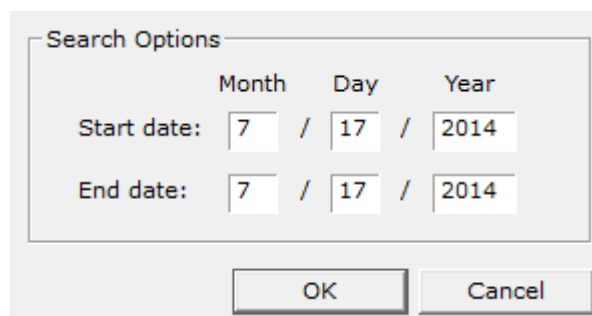 Search Options
Month Day Year
Start date: 7 / 17 / 2014
End date: 7 / 17 / 2014
OK Cancel